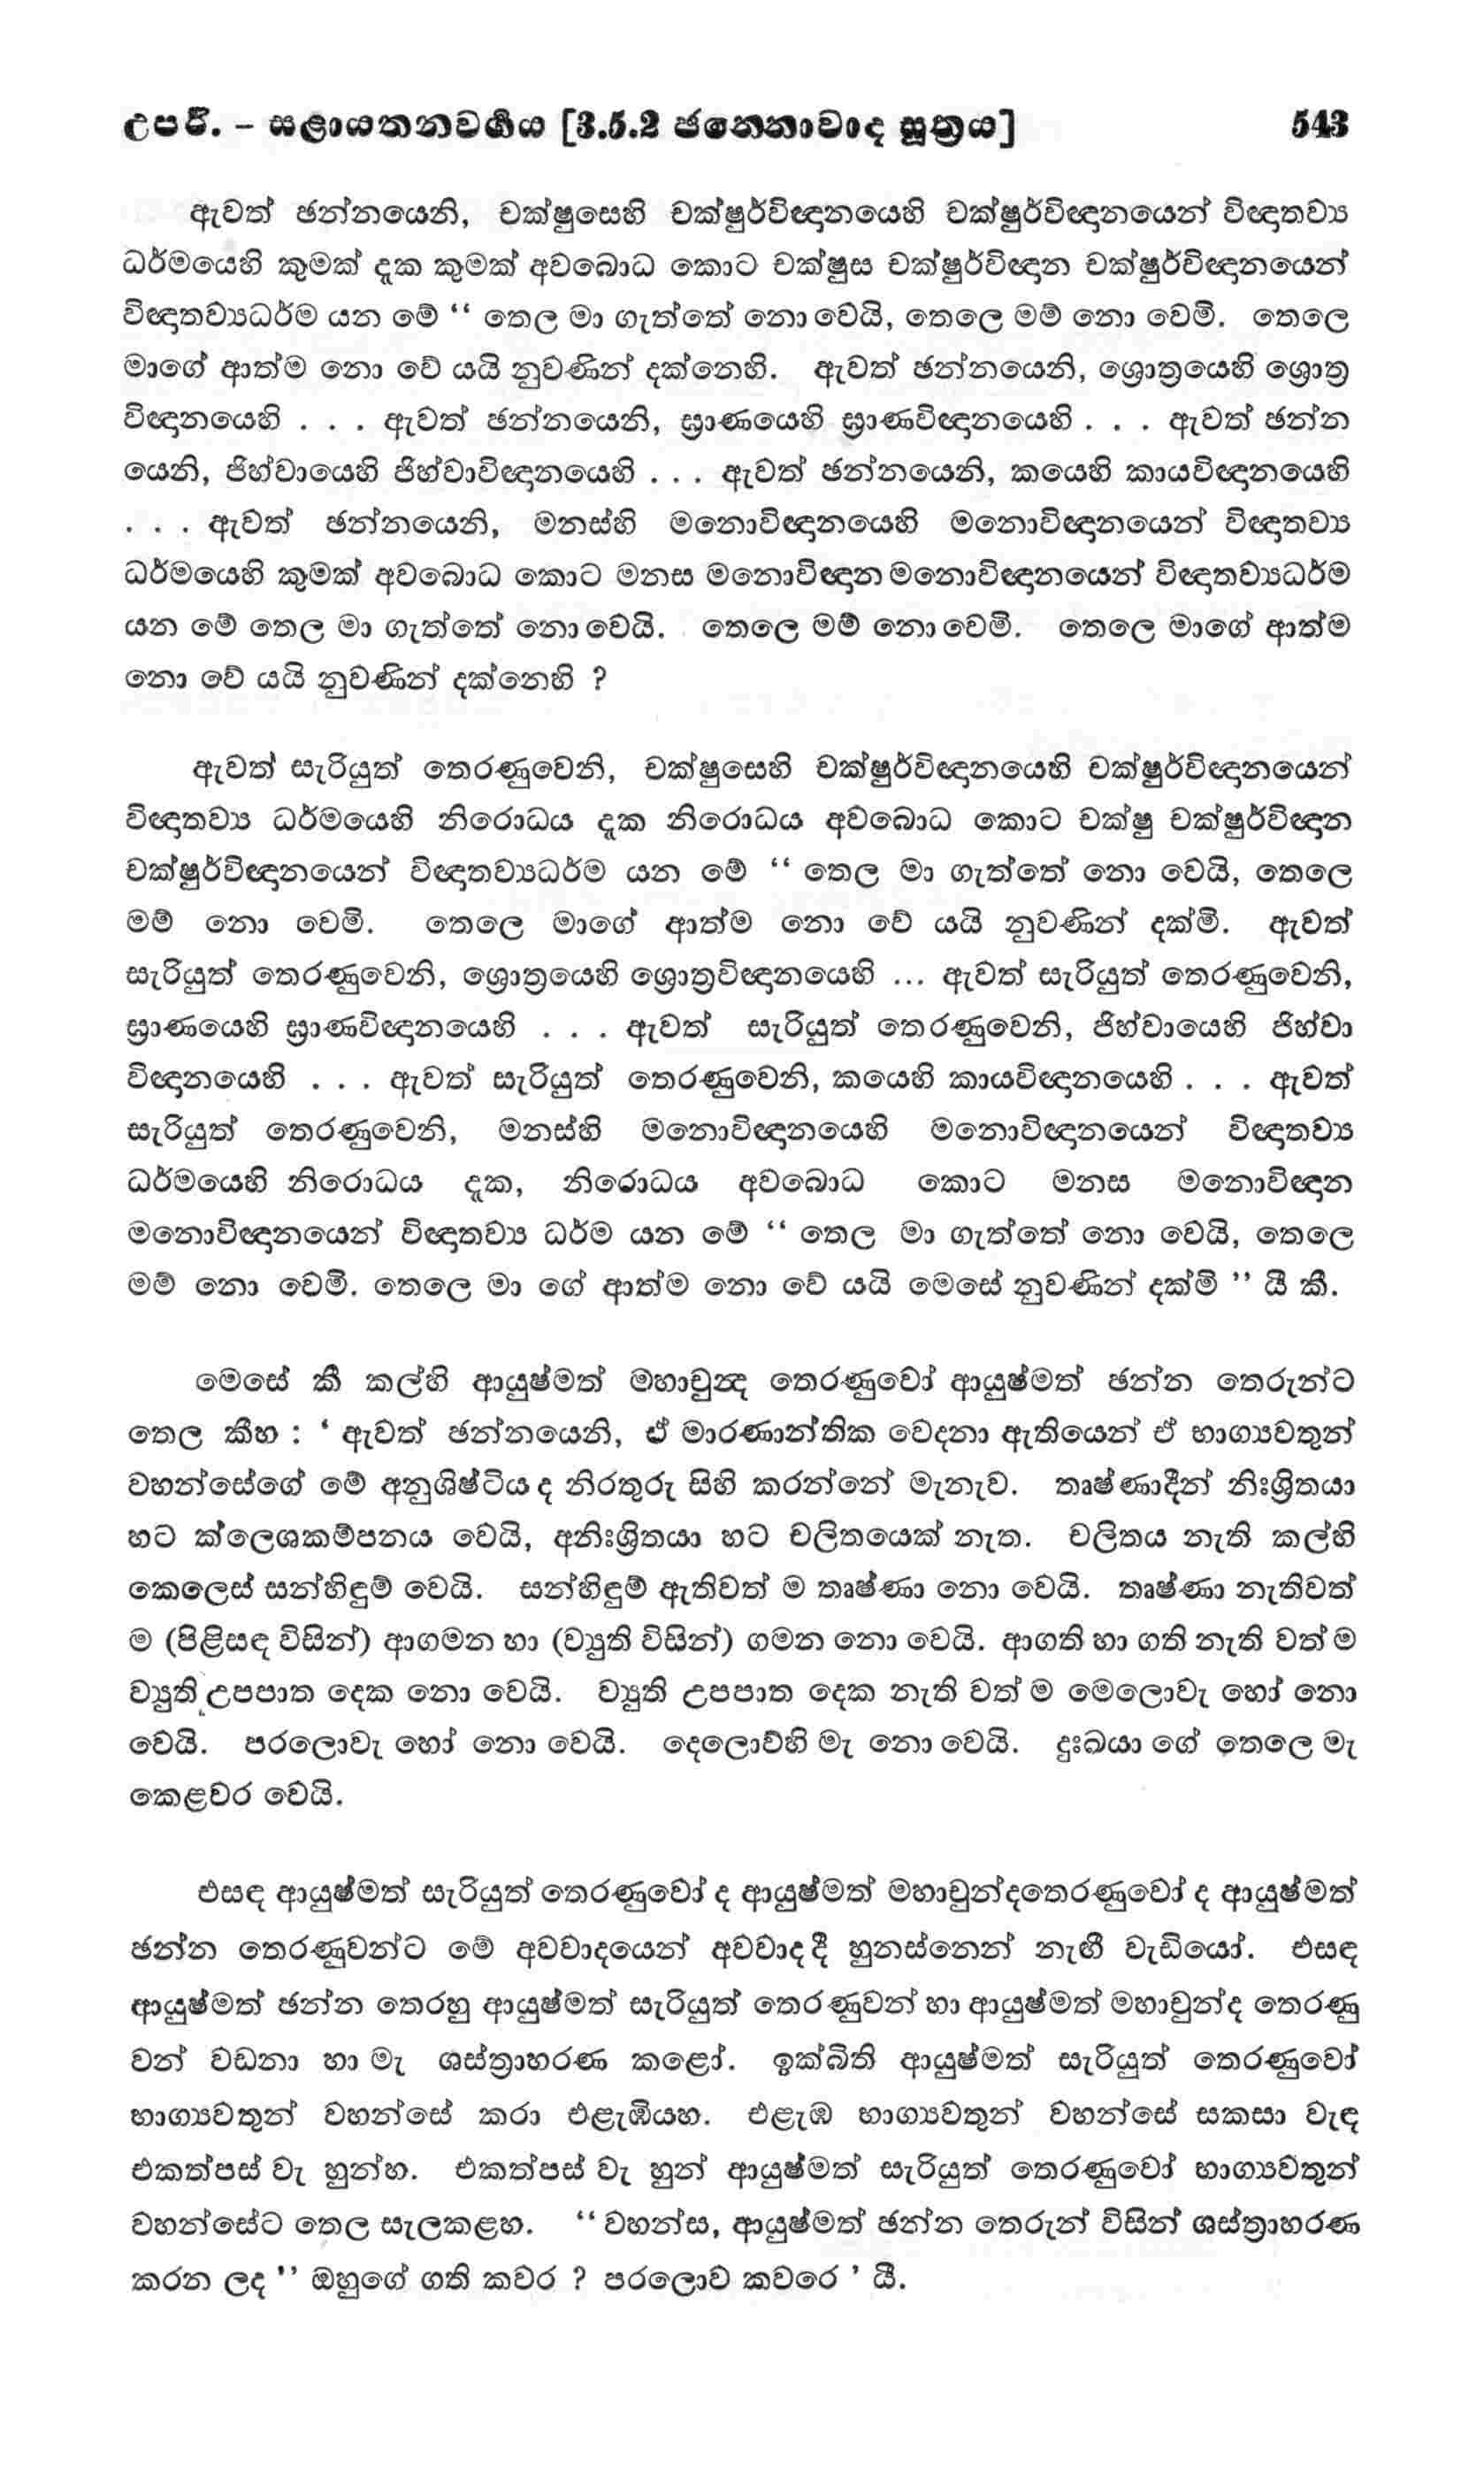 උපරි. – සළායතනවර්‍ගය [3.5.2 ඡන්නොවාද සූත්‍රය] 543
ඇවත් ඡන්නයෙනි, චක්ෂුසෙහි චක්ෂුර්විඥානයෙහි චක්ෂුර්විඥානයෙන් විඥාතව්‍ය
ධර්මයෙහි කුමක් දැක කුමක් අවබොධ කොට චක්ෂුස චක්ෂුර්විඥාන චක්ෂුර්විඥානයෙන්
විඥාතව්‍යධර්ම යන මේ “ තෙල මා ගැත්තේ නො වෙයි, තෙලෙ මම් නො වෙමි. තෙලෙ
මාගේ ආත්ම නො වේ යයි නුවණින් දක්නෙහි. ඇවත් ඡන්නයෙනි, ශ්‍රොත්‍රයෙහි ශ්‍රොත්‍ර
විඥානයෙහි . . . ඇවත් ඡන්නයෙනි, ඝ්‍රාණයෙහි ඝ්‍රාණවිඥානයෙහි . . . ඇවත් ඡන්න
යෙනි, ජිහ්වායෙහි ජිහ්වාවිඥානයෙහි . . . ඇවත් ඡන්නයෙනි, කයෙහි කායවිඥානයෙහි
. . . ඇවත් ඡන්නයෙනි, මනස්හි මනොවිඥානයෙහි මනොවිඥානයෙන් විඥාතව්‍ය
ධර්මයෙහි කුමක් අවබොධ කොට මනස මනොවිඥාන මනොවිඥානයෙන් විඥාතව්‍යධර්ම
යන මේ තෙල මා ගැත්තේ නො වෙයි. තෙලෙ මම් නො වෙමි. තෙලෙ මාගේ ආත්ම
නො වේ යයි නුවණින් දක්නෙහි ?
ඇවත් සැරියුත් තෙරණුවෙනි, චක්ෂුසෙහි චක්ෂුර්විඥානයෙහි චක්ෂුර්විඥානයෙන්
විඥාතව්‍ය ධර්මයෙහි නිරොධය දැක නිරොධය අවබොධ කොට චක්ෂු චක්ෂුර්විඥාන
චක්ෂුර්විඥානයෙන් විඥාතව්‍යධර්ම යන මේ “ තෙල මා ගැත්තේ නො වෙයි, තෙලෙ
මම් නො වෙමි. තෙලෙ මාගේ ආත්ම නො වේ යයි නුවණින් දක්මි. ඇවත්
සැරියුත් තෙරණුවෙනි, ශ්‍රොත්‍රයෙහි ශ්‍රොත්‍රවිඥානයෙහි ... ඇවත් සැරියුත් තෙරණුවෙනි,
ඝ්‍රාණයෙහි ඝ්‍රාණවිඥානයෙහි . . . ඇවත් සැරියුත් තෙරණුවෙනි, ජිහ්වායෙහි ජිහ්වා
විඥානයෙහි . . . ඇවත් සැරියුත් තෙරණුවෙනි, කයෙහි කායවිඥානයෙහි . . . ඇවත්
සැරියුත් තෙරණුවෙනි, මනස්හි මනොවිඥානයෙහි මනොවිඥානයෙන් විඥාතව්‍ය
ධර්මයෙහි නිරොධය දැක, නිරොධය අවබොධ කොට මනස මනොවිඥාන
මනොවිඥානයෙන් විඥාතව්‍ය ධර්ම යන මේ “ තෙල මා ගැත්තේ නො වෙයි, තෙලෙ
මම් නො වෙමි. තෙලෙ මා ගේ ආත්ම නො වේ යයි මෙසේ නුවණින් දක්මි ” යී කී.
මෙසේ කී කල්හි ආයුෂ්මත් මහාචුන්‍ද තෙරණුවෝ ආයුෂ්මත් ඡන්න තෙරුන්ට
තෙල කීහ : ‘ ඇවත් ඡන්නයෙනි, ඒ මාරණාන්තික වෙදනා ඇතියෙන් ඒ භාග්‍යවතුන්
වහන්සේගේ මේ අනුශිෂ්ටිය ද නිරතුරු සිහි කරන්නේ මැනැව. තෘෂ්ණාදීන් නිඃශ්‍රිතයා
හට ක්ලෙශකම්පනය වෙයි, අනිඃශ්‍රිතයා හට චලිතයෙක් නැත. චලිතය නැති කල්හි
කෙලෙස් සන්හිඳුම් වෙයි. සන්හිඳුම් ඇතිවත් ම තෘෂ්ණා නො වෙයි. තෘෂ්ණා නැතිවත්
ම (පිළිසඳ විසින්) ආගමන හා (ව්‍යුති විසින්) ගමන නො වෙයි. ආගති හා ගති නැති වත් ම
ව්‍යුති උපපාත දෙක නො වෙයි. ව්‍යුති උපපාත දෙක නැති වත් ම මෙලොවැ හෝ නො
වෙයි. පරලොවැ හෝ නො වෙයි. දෙලොව්හි මැ නො වෙයි. දුඃඛයා ගේ තෙලෙ මැ
කෙළවර වෙයි.
එසඳ ආයුෂ්මත් සැරියුත් තෙරණුවෝ ද ආයුෂ්මත් මහාචුන්දතෙරණුවෝ ද ආයුෂ්මත්
ඡන්න තෙරණුවන්ට මේ අවවාදයෙන් අවවාද දී හුනස්නෙන් නැඟී වැඩියෝ. එසඳ
ආයුෂ්මත් ඡන්න තෙරහු ආයුෂ්මත් සැරියුත් තෙරණුවන් හා ආයුෂ්මත් මහාචුන්ද තෙරණු
වන් වඩනා හා මැ ශස්ත්‍රාහරණ කළෝ. ඉක්බිති ආයුෂ්මත් සැරියුත් තෙරණුවෝ
භාග්‍යවතුන් වහන්සේ කරා එළැඹියහ. එළැඹ භාග්‍යවතුන් වහන්සේ සකසා වැඳ
එකත්පස් වැ හුන්හ. එකත්පස් වැ හුන් ආයුෂ්මත් සැරියුත් තෙරණුවෝ භාග්‍යවතුන්
වහන්සේට තෙල සැලකළහ. “ වහන්ස, ආයුෂ්මත් ඡන්න තෙරුන් විසින් ශස්ත්‍රාහරණ
කරන ලද ’’ ඔහුගේ ගති කවර ? පරලොව කවරෙ ’ යී.